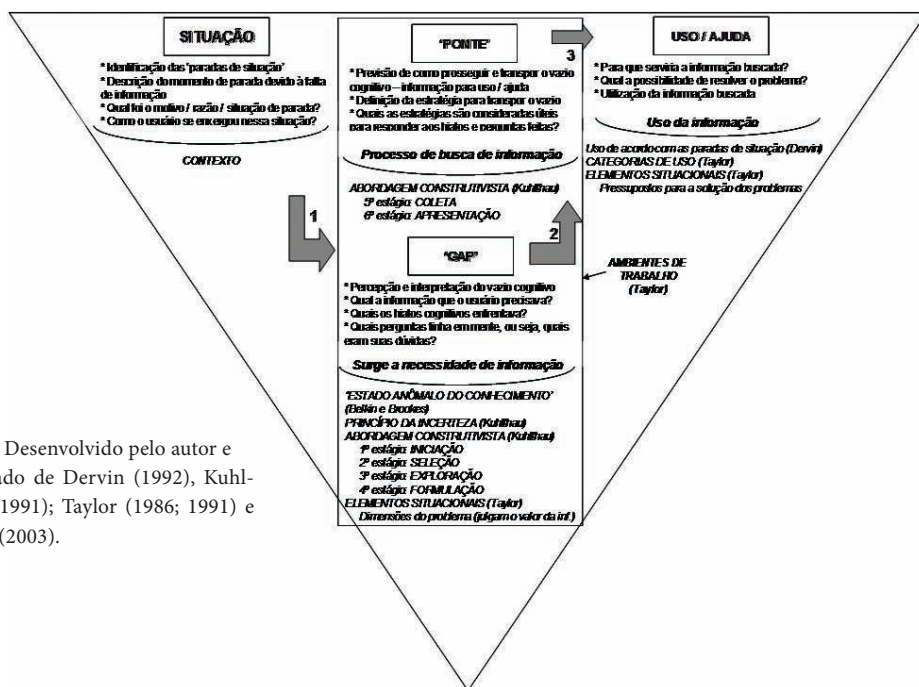 SITUAÇÃO
* Identificação das "paradas de situação"
* Descrição do momento de parada devido à falta
de informação
* Qual foi o motivo / razão / situação de parada?
* Como o usuário se enxergou nessa situação?
CONTEXTO
1
"PONTE"
* Previsão de como prosseguir e transpor o vazio
cognitivo – informação para uso / ajuda
* Definição da estratégia para transpor o vazio
* Quais as estratégias são consideradas úteis
para responder aos hiatos e perguntas feitas?
Processo de busca de informação
ABORDAGEM CONSTRUTIVISTA (Kuhlthau)
5º estágio: COLETA
6º estágio: APRESENTAÇÃO
2
"GAP"
* Percepção e interpretação do vazio cognitivo
* Qual a informação que o usuário precisava?
* Quais os hiatos cognitivos enfrentava?
* Quais perguntas tinha em mente, ou seja, quais
eram suas dúvidas?
Surge a necessidade de informação
"ESTADO ANÔMALO DO CONHECIMENTO"
(Belkin e Brookes)
PRINCÍPIO DA INCERTEZA (Kuhlthau)
ABORDAGEM CONSTRUTIVISTA (Kuhlthau)
1º estágio: INICIAÇÃO
2º estágio: SELEÇÃO
3º estágio: EXPLORAÇÃO
4º estágio: FORMULAÇÃO
ELEMENTOS SITUACIONAIS (Taylor)
Dimensões do problema (julgam o valor da inf.)
3
USO / AJUDA
* Para que serviria a informação buscada?
* Qual a possibilidade de resolver o problema?
* Utilização da informação buscada
Uso da informação
Uso de acordo com as paradas de situação (Dervin)
CATEGORIAS DE USO (Taylor)
ELEMENTOS SITUACIONAIS (Taylor)
Pressupostos para a solução dos problemas
AMBIENTES DE
TRABALHO
(Taylor)
Desenvolvido pelo autor e
ado de Dervin (1992), Kuhl-
1991); Taylor (1986; 1991) e
(2003).